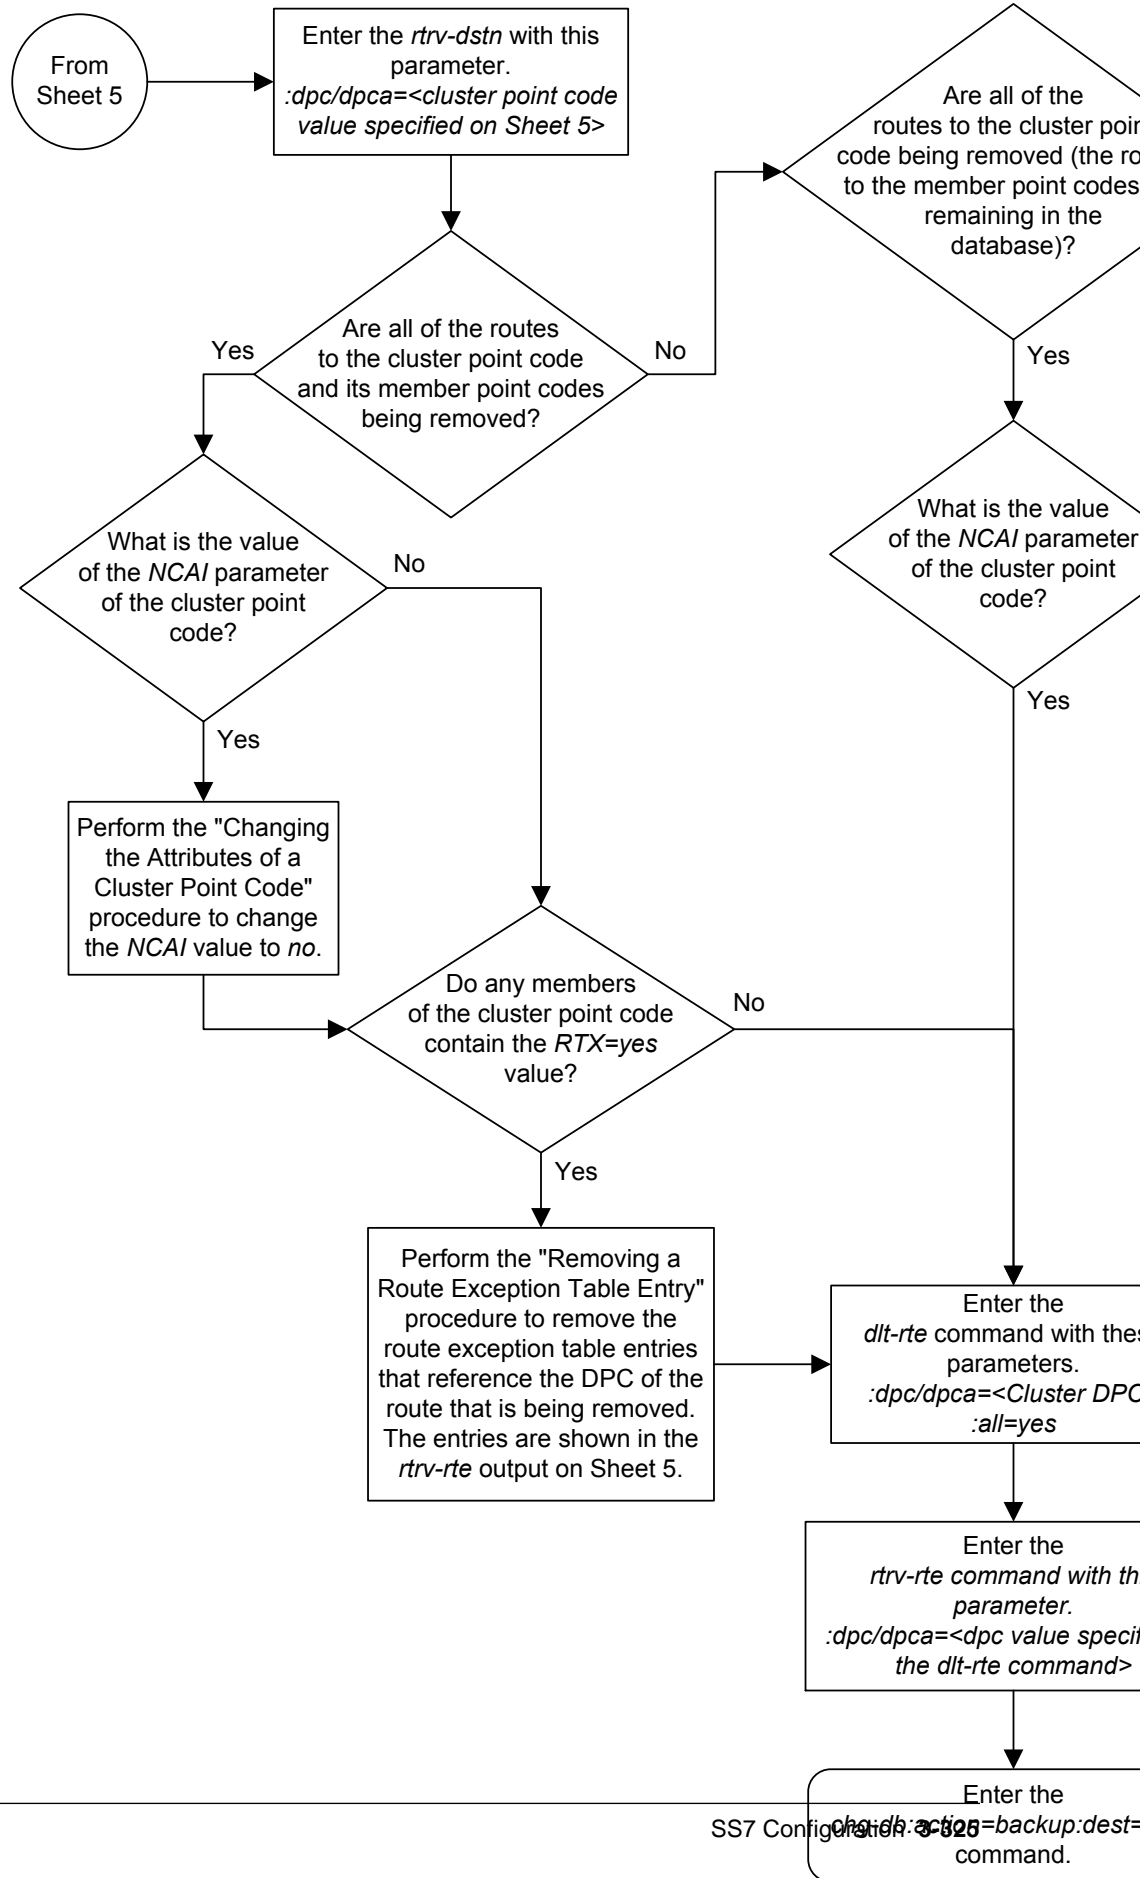 From
Sheet 5
Enter the rtrv-dstn with this
parameter.
:dpc/dpca=<cluster point code
value specified on Sheet 5>
Are all of the
routes to the cluster
code being removed (the
to the member point codes
remaining in the
database)?
Yes
Are all of the routes
to the cluster point code
and its member point codes
being removed?
No
Yes
What is the value
of the NCAI parameter
of the cluster point
code?
No
What is the value
of the NCAI parameter
of the cluster point
code?
Yes
Yes
Perform the "Changing
the Attributes of a
Cluster Point Code"
procedure to change
the NCAI value to no.
Do any members
of the cluster point code
contain the RTX=yes
value?
No
Yes
Perform the "Removing a
Route Exception Table Entry"
procedure to remove the
route exception table entries
that reference the DPC of the
route that is being removed.
The entries are shown in the
rtrv-rte output on Sheet 5.
Enter the
dlt-rte command with
parameters.
:dpc/dpca=<Cluster DPC
:all=yes
Enter the
rtrv-rte command with
parameter.
:dpc/dpca=<dpc value
the dlt-rte command>
Enter the
chg-db:action=backup:dest=
command.
SS7 Configuration